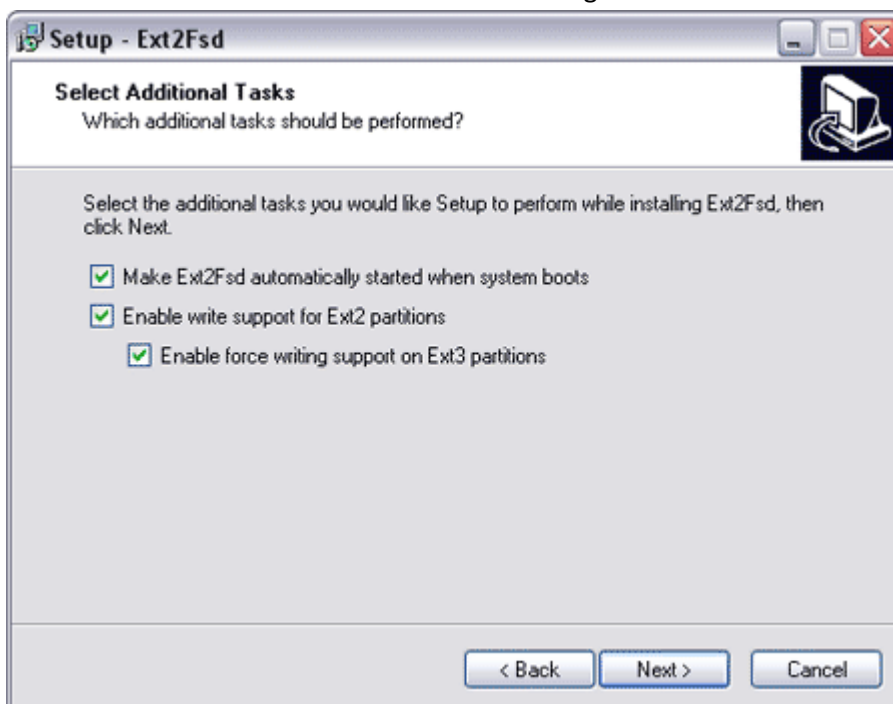 Setup - Ext2Fsd
Select Additional Tasks
Which additional tasks should be performed?
Select the additional tasks you would like Setup to perform while installing Ext2Fsd, then
click Next.
Make Ext2Fsd automatically started when system boots
Enable write support for Ext2 partitions
Enable force writing support on Ext3 partitions
< Back
Next >
Cancel